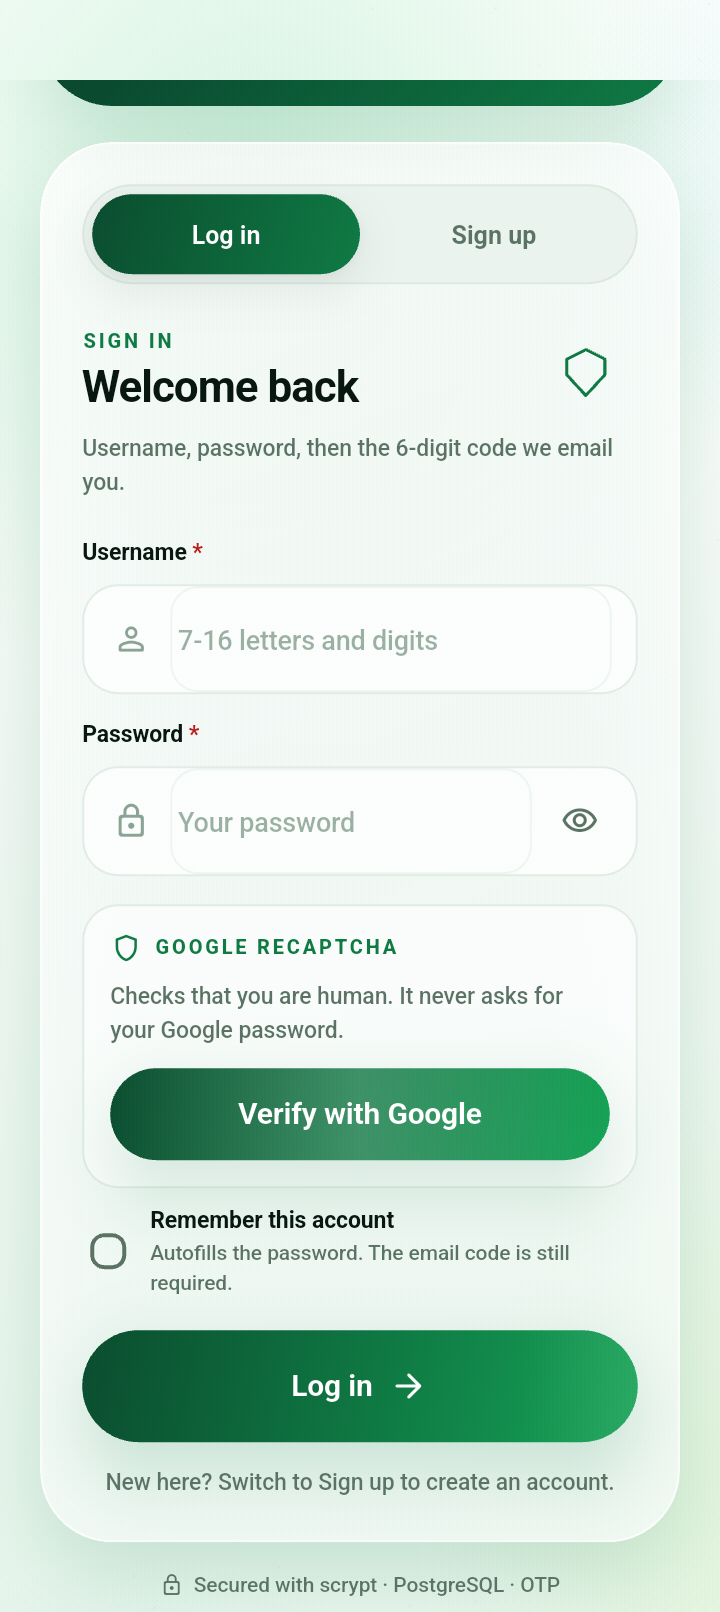 Log in
Sign up
SIGN IN
Welcome back
Username, password, then the 6-digit code we email
you.
Username *
7-16 letters and digits
Password *
Your password
GOOGLE RECAPTCHA
Checks that you are human. It never asks for
your Google password.
Verify with Google
Remember this account
Autofills the password. The email code is still
required.
Log in
New here? Switch to Sign up to create an account.
Secured with scrypt · PostgreSQL · OTP